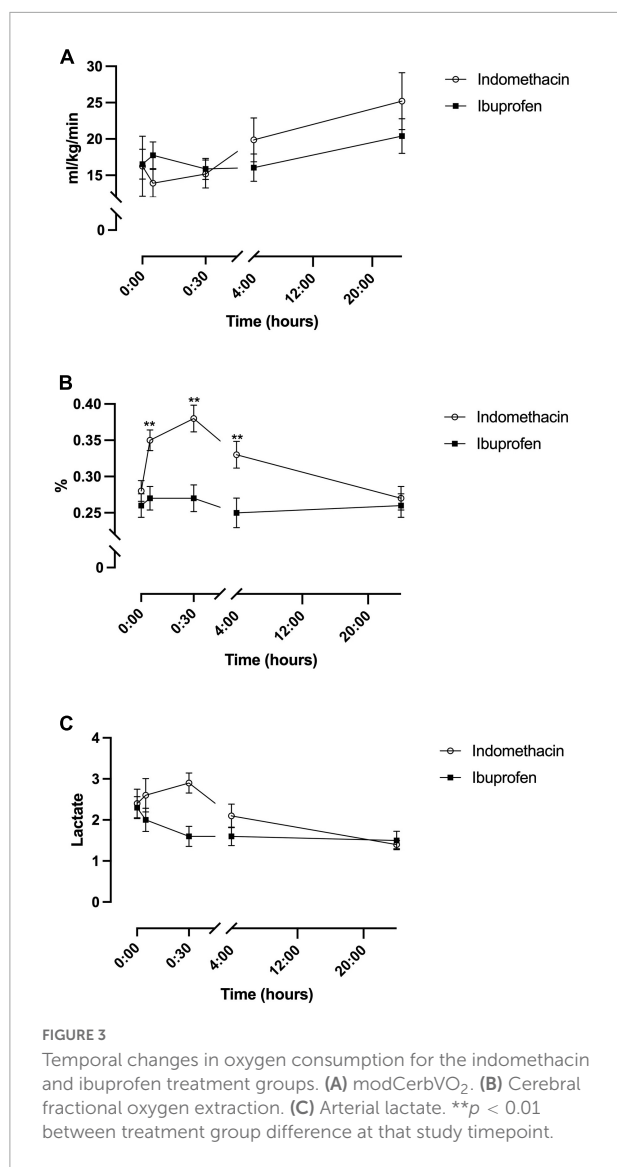 A
30
25
20
15
0
ml/kg/min
Indomethacin
Ibuprofen
0:00
0:30
4:00
12:00
20:00
Time (hours)
B
0.40
0.35
0.30
0.25
0
%
**
**
**
Indomethacin
Ibuprofen
0:00
0:30
4:00
12:00
20:00
Time (hours)
C
4
3
2
1
0
Lactate
Indomethacin
Ibuprofen
0:00
0:30
4:00
12:00
20:00
Time (hours)
FIGURE 3
Temporal changes in oxygen consumption for the indomethacin
and ibuprofen treatment groups. (A) modCerbVO₂. (B) Cerebral
fractional oxygen extraction. (C) Arterial lactate. **p < 0.01
between treatment group difference at that study timepoint.